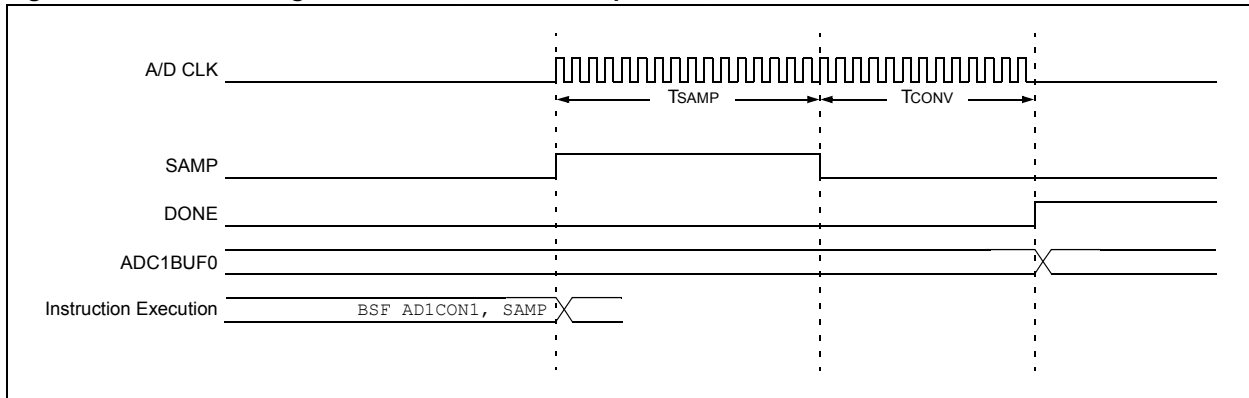 A/D CLK
TSAMP
TCONV
SAMP
DONE
ADC1BUF0
Instruction Execution
BSF AD1CON1, SAMP